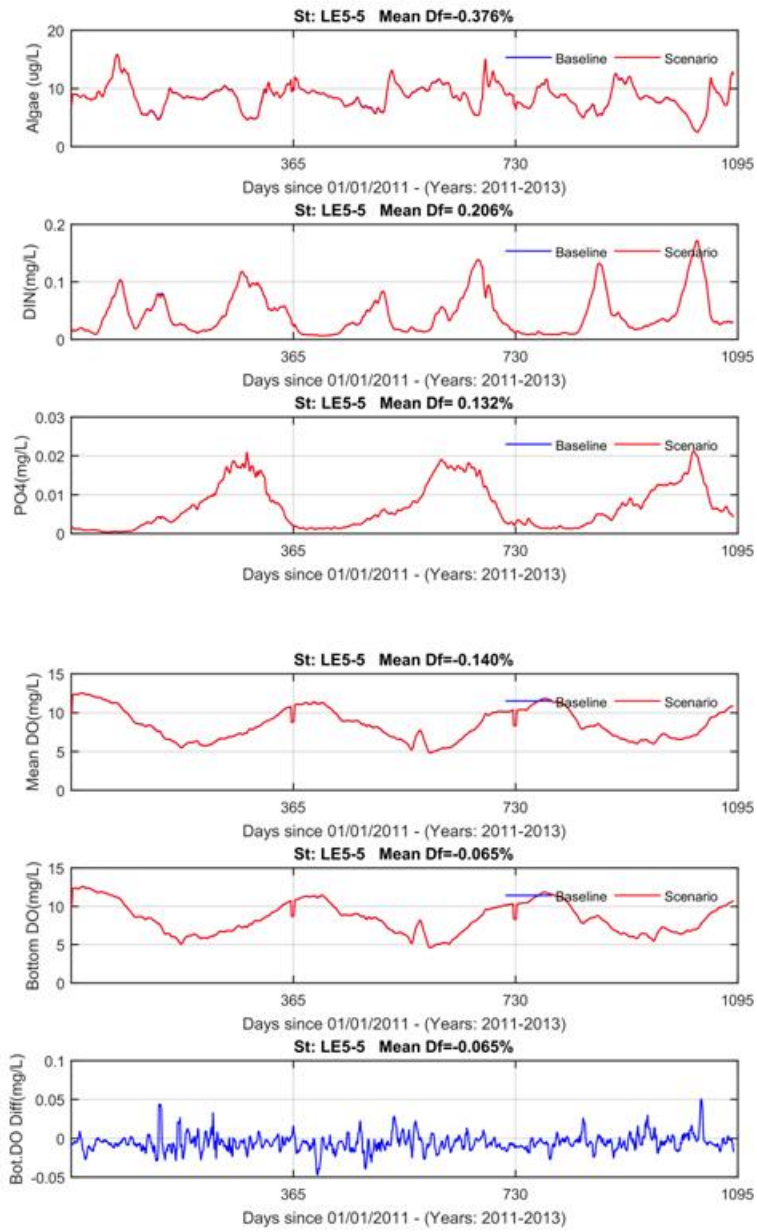 St: LE5-5 Mean Df=-0.376%
20
10
0
Algae (ug/L)
Baseline Scenario
365 730 1095
Days since 01/01/2011 - (Years: 2011-2013)
St: LE5-5 Mean Df= 0.206%
0.2
0.1
0
DIN(mg/L)
Baseline Scenario
365 730 1095
Days since 01/01/2011 - (Years: 2011-2013)
St: LE5-5 Mean Df= 0.132%
0.03
0.02
0.01
0
PO4(mg/L)
Baseline Scenario
365 730 1095
Days since 01/01/2011 - (Years: 2011-2013)
St: LE5-5 Mean Df=-0.140%
15
10
5
0
Mean DO(mg/L)
Baseline Scenario
365 730 1095
Days since 01/01/2011 - (Years: 2011-2013)
St: LE5-5 Mean Df=-0.065%
15
10
5
0
Bottom DO(mg/L)
Baseline Scenario
365 730 1095
Days since 01/01/2011 - (Years: 2011-2013)
St: LE5-5 Mean Df=-0.065%
0.1
0.05
0
-0.05
Bot.DO Diff(mg/L)
365 730 1095
Days since 01/01/2011 - (Years: 2011-2013)